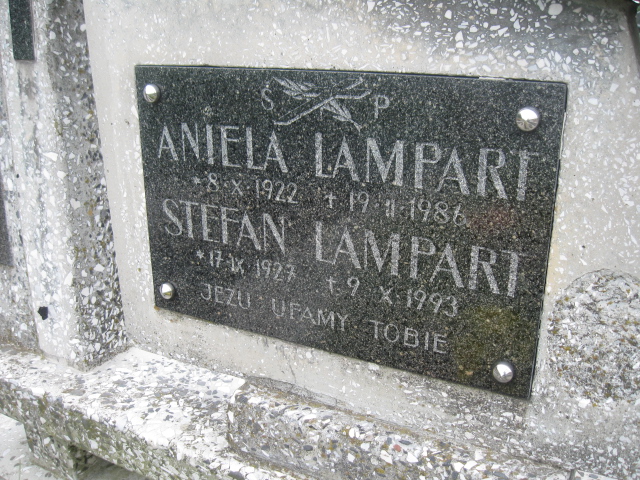 Ś P
ANIELA LAMPART
*8.X.1922 †19.II.1986
STEFAN LAMPART
*17.IX.1927 †9.X.1993
JEZU UFAMY TOBIE